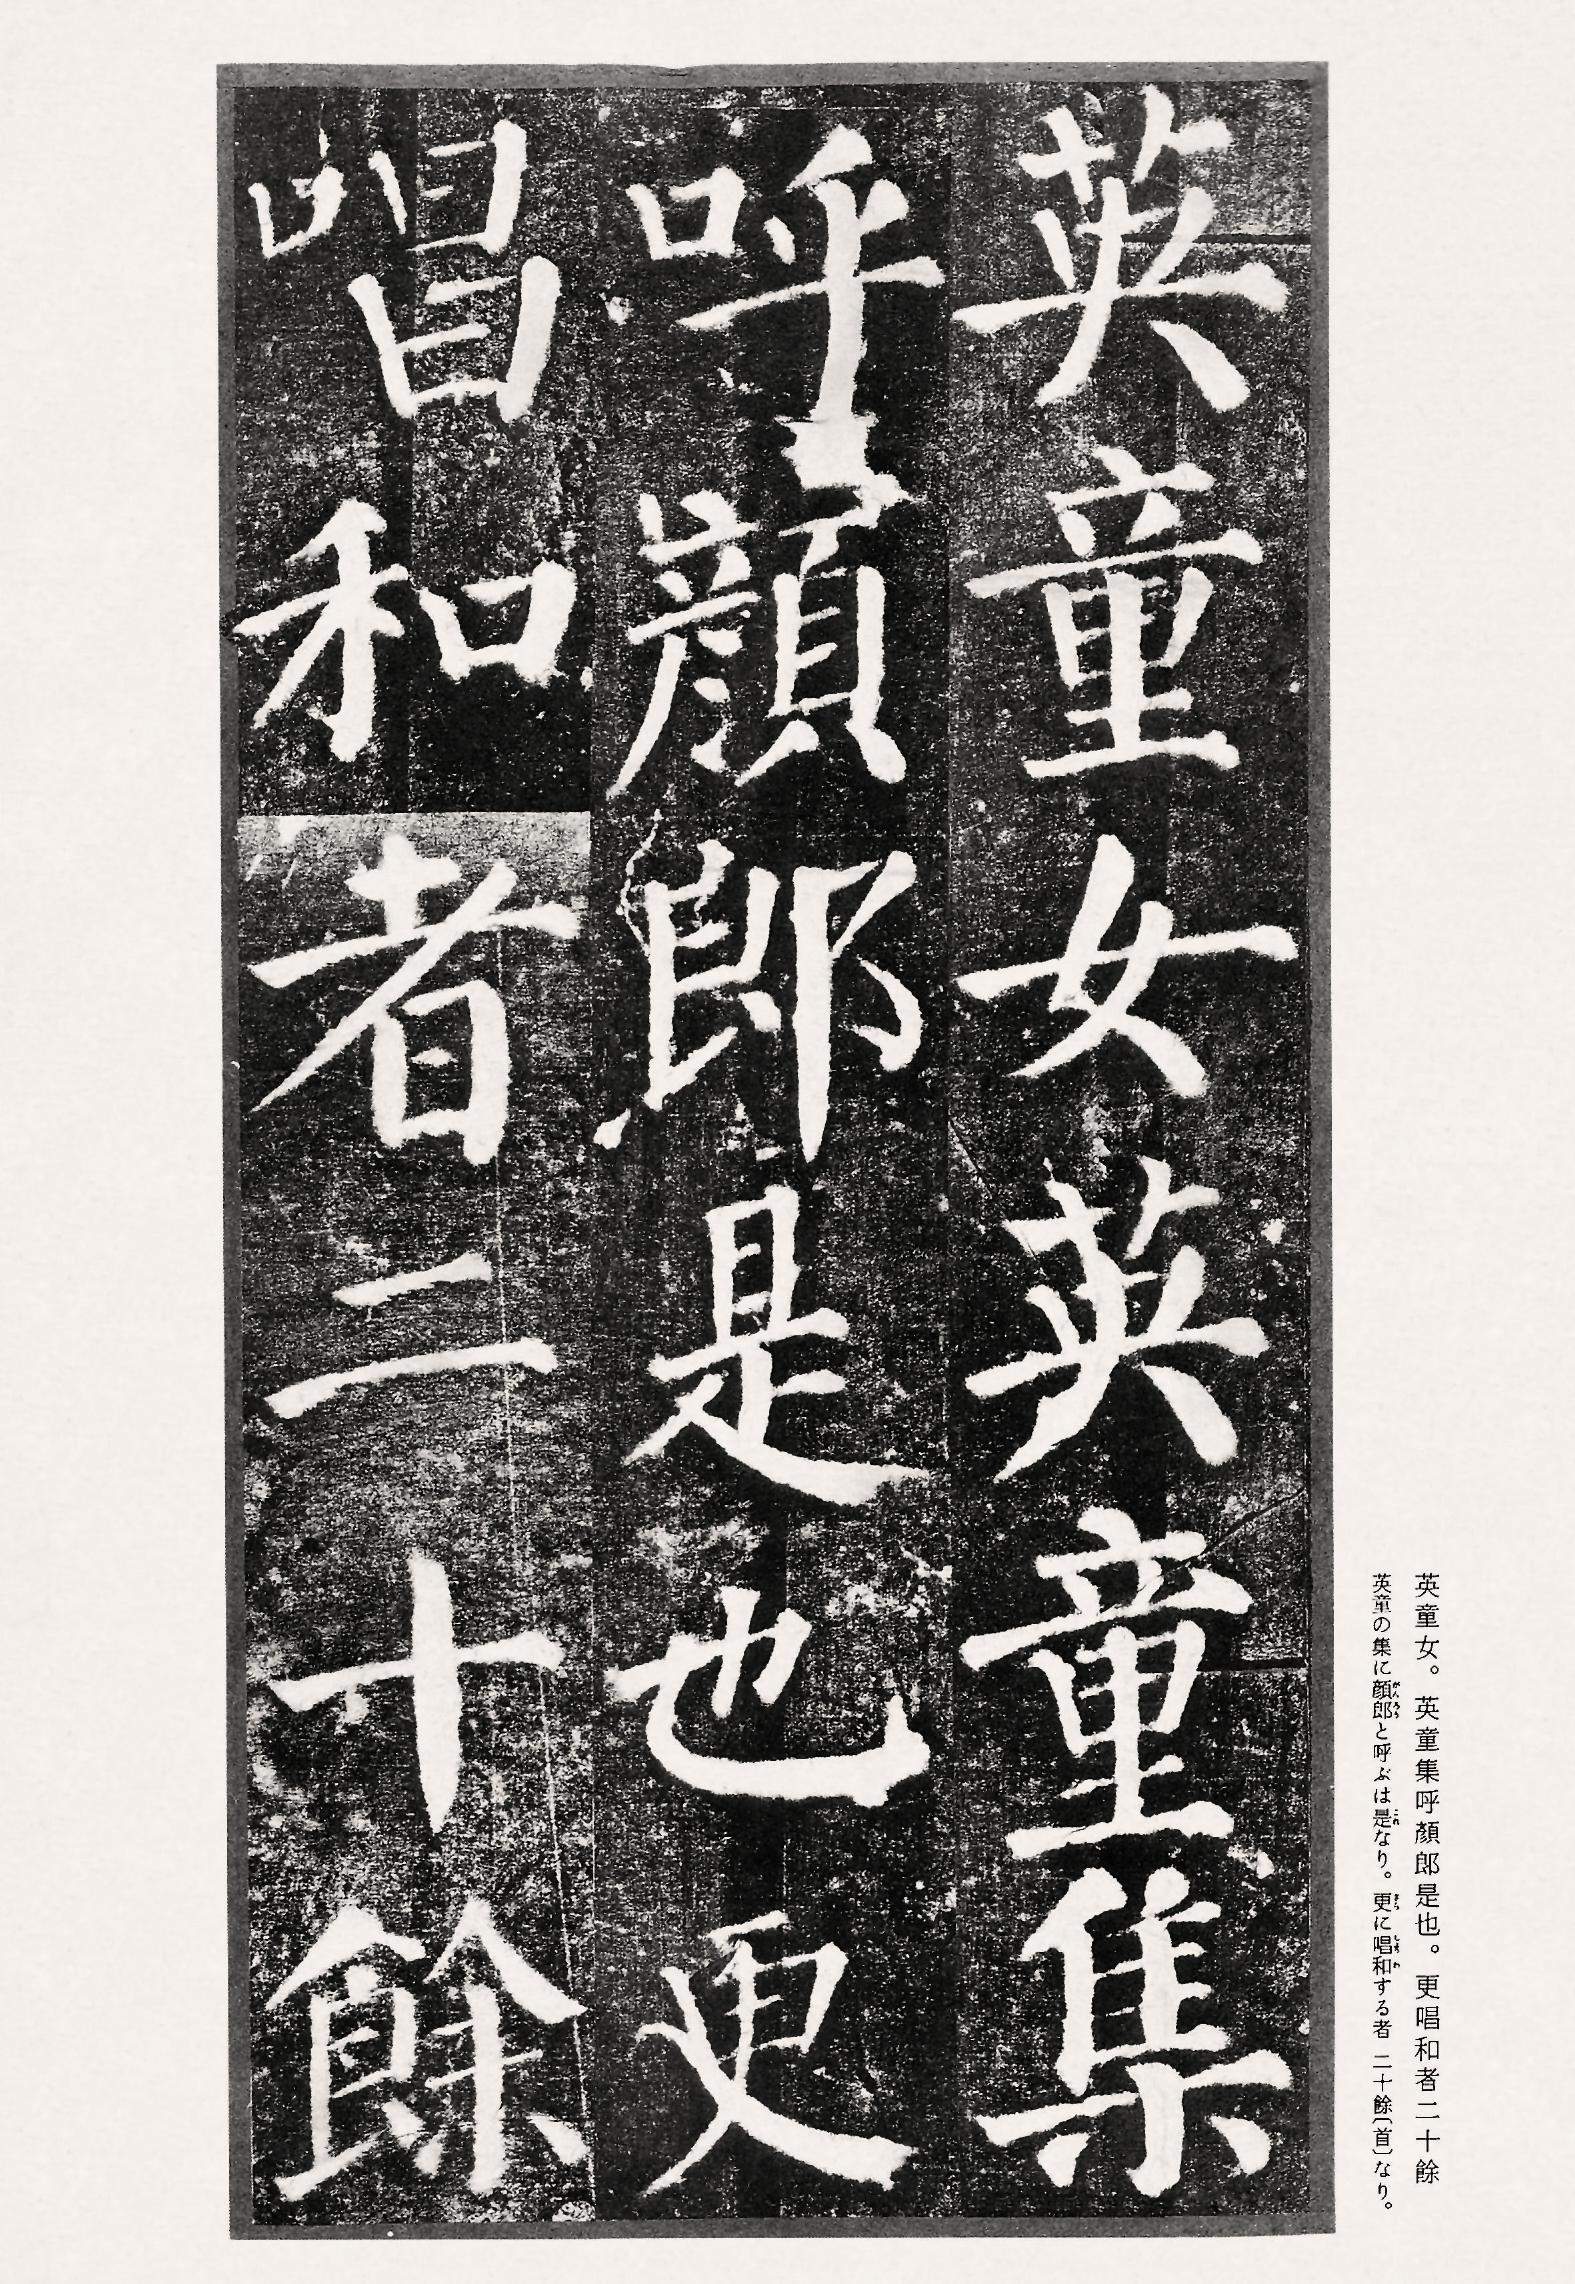 英童女。英童集呼顏郎是也。更唱和者二十餘
英童の集に顔郎と呼ぶは是なり。更に唱和する者 二十餘〔首〕なり。
英童女英童集
呼顏郎是也更
唱和者二十餘